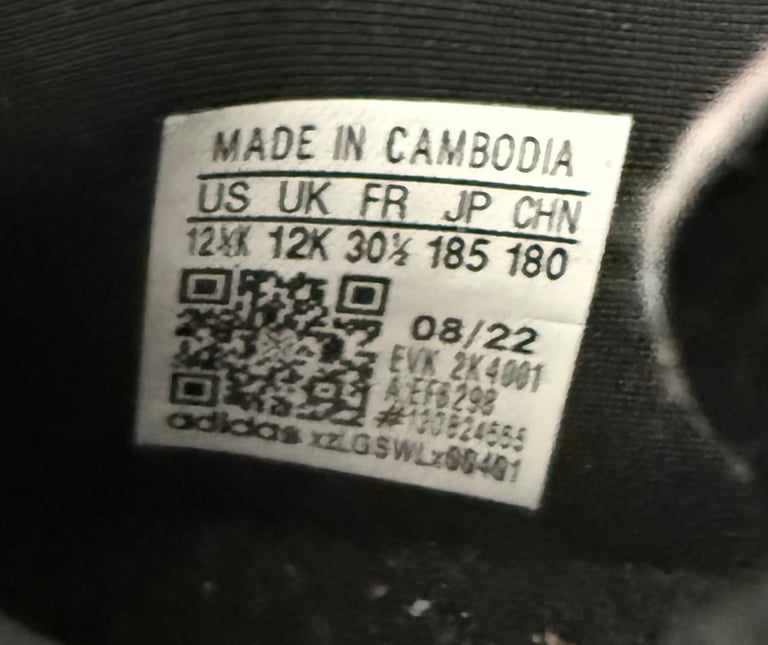 MADE IN CAMBODIA
US UK FR JP CHN
12½K 12K 30½ 185 180
08/22
EVK 2K4001
#130824555
adidas